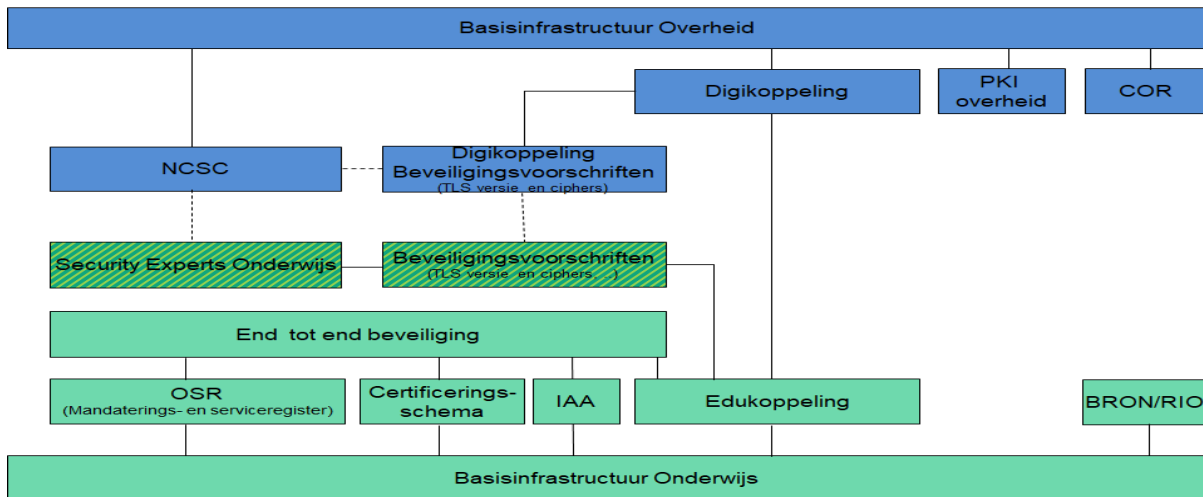 Basisinfrastructuur Overheid
Digikoppeling
PKI
overheid
COR
NCSC
Digikoppeling
Beveiligingsvoorschriften
(TLS versie en ciphers)
Security Experts Onderwijs
Beveiligingsvoorschriften
(TLS versie en ciphers ...)
End tot end beveiliging
OSR
(Mandaterings- en serviceregister)
Certificerings-
schema
IAA
Edukoppeling
BRON/RIO
Basisinfrastructuur Onderwijs